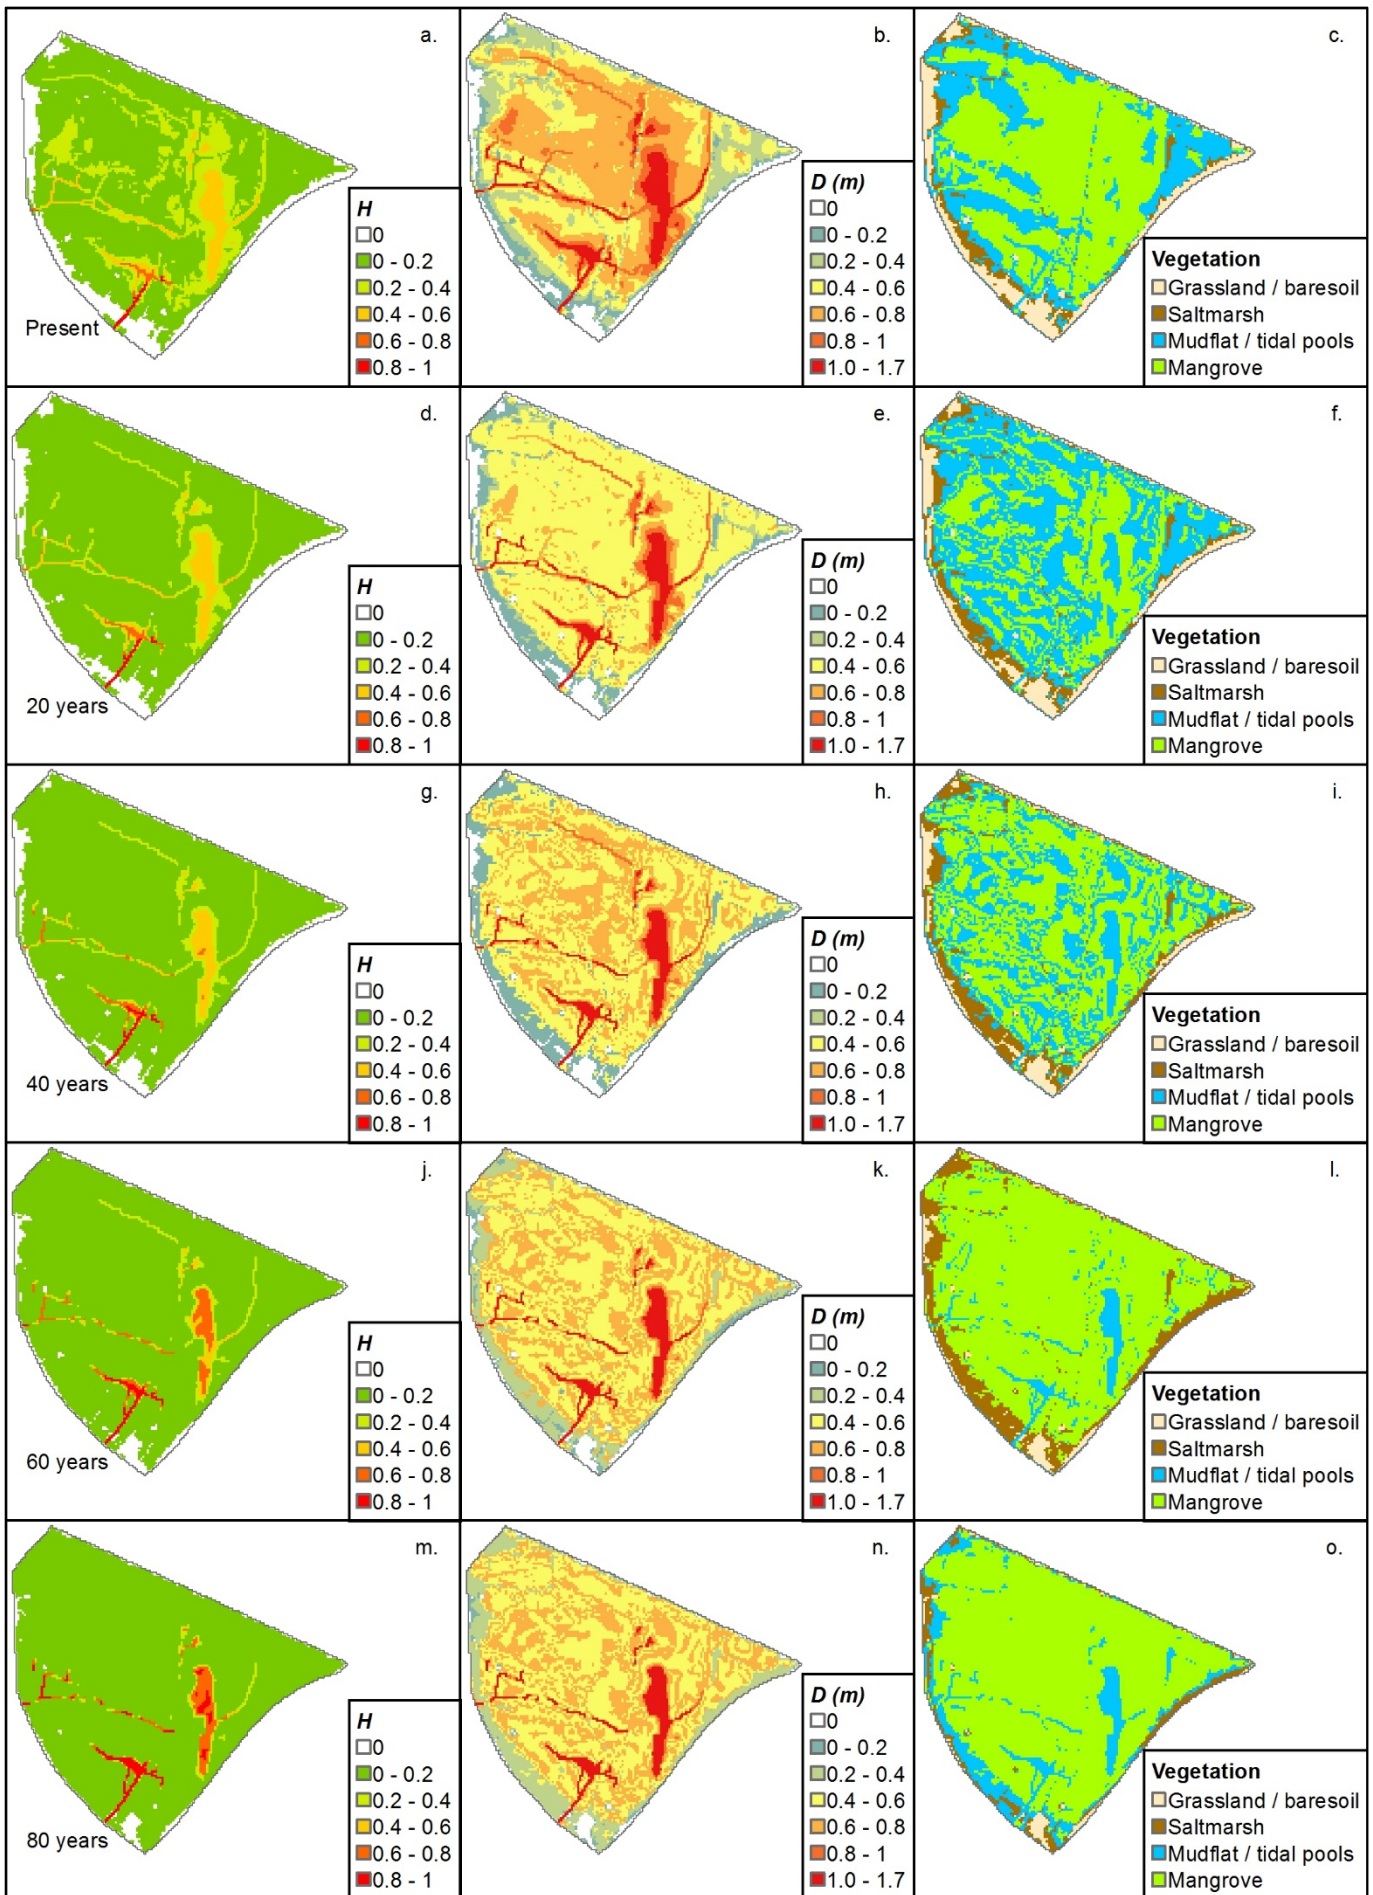 a.
H
0
0 - 0.2
0.2 - 0.4
0.4 - 0.6
0.6 - 0.8
0.8 - 1
Present
b.
D (m)
0
0 - 0.2
0.2 - 0.4
0.4 - 0.6
0.6 - 0.8
0.8 - 1
1.0 - 1.7
c.
Vegetation
Grassland / baresoil
Saltmarsh
Mudflat / tidal pools
Mangrove
d.
H
0
0 - 0.2
0.2 - 0.4
0.4 - 0.6
0.6 - 0.8
0.8 - 1
20 years
e.
D (m)
0
0 - 0.2
0.2 - 0.4
0.4 - 0.6
0.6 - 0.8
0.8 - 1
1.0 - 1.7
f.
Vegetation
Grassland / baresoil
Saltmarsh
Mudflat / tidal pools
Mangrove
g.
H
0
0 - 0.2
0.2 - 0.4
0.4 - 0.6
0.6 - 0.8
0.8 - 1
40 years
h.
D (m)
0
0 - 0.2
0.2 - 0.4
0.4 - 0.6
0.6 - 0.8
0.8 - 1
1.0 - 1.7
i.
Vegetation
Grassland / baresoil
Saltmarsh
Mudflat / tidal pools
Mangrove
j.
H
0
0 - 0.2
0.2 - 0.4
0.4 - 0.6
0.6 - 0.8
0.8 - 1
60 years
k.
D (m)
0
0 - 0.2
0.2 - 0.4
0.4 - 0.6
0.6 - 0.8
0.8 - 1
1.0 - 1.7
l.
Vegetation
Grassland / baresoil
Saltmarsh
Mudflat / tidal pools
Mangrove
m.
H
0
0 - 0.2
0.2 - 0.4
0.4 - 0.6
0.6 - 0.8
0.8 - 1
80 years
n.
D (m)
0
0 - 0.2
0.2 - 0.4
0.4 - 0.6
0.6 - 0.8
0.8 - 1
1.0 - 1.7
o.
Vegetation
Grassland / baresoil
Saltmarsh
Mudflat / tidal pools
Mangrove